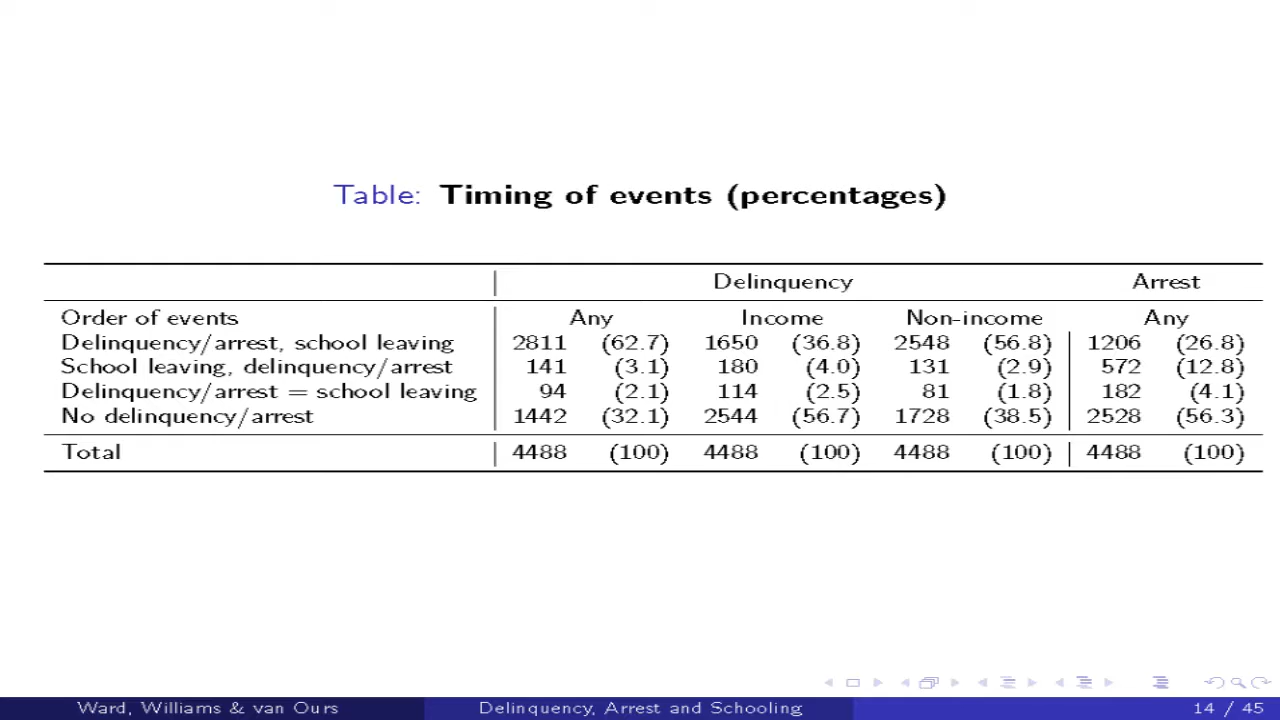 Table: Timing of events (percentages)
Delinquency Arrest
Order of events Any Income Non-income Any
Delinquency/arrest, school leaving 2811 (62.7) 1650 (36.8) 2548 (56.8) 1206 (26.8)
School leaving, delinquency/arrest 141 (3.1) 180 (4.0) 131 (2.9) 572 (12.8)
Delinquency/arrest = school leaving 94 (2.1) 114 (2.5) 81 (1.8) 182 (4.1)
No delinquency/arrest 1442 (32.1) 2544 (56.7) 1728 (38.5) 2528 (56.3)
Total 4488 (100) 4488 (100) 4488 (100) 4488 (100)
Ward, Williams & van Ours Delinquency, Arrest and Schooling 14 / 45